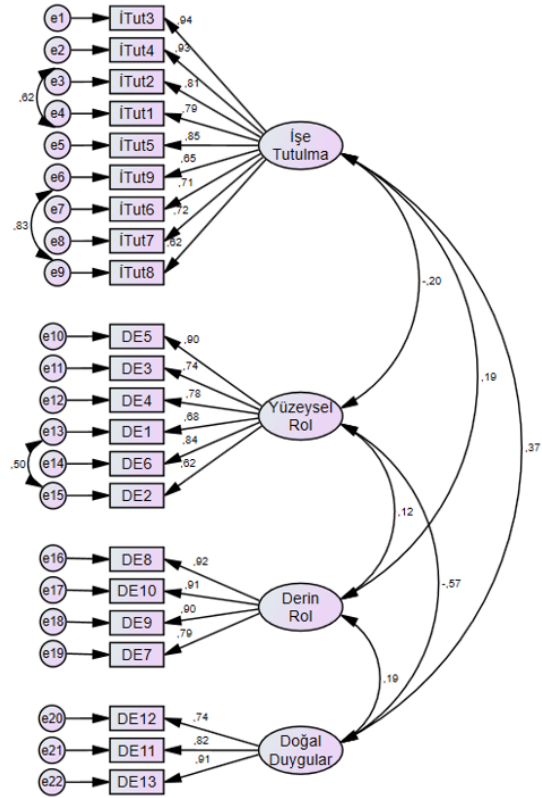 e1 İTut3 ,94
e2 İTut4 ,93
e3 İTut2 ,81
,62
e4 İTut1 ,79
e5 İTut5 ,85
İşe
Tutulma
e6 İTut9 ,65
e7 İTut6 ,71
,83
e8 İTut7 ,72
e9 İTut8 ,62
-,20
,19
,37
e10 DE5 ,90
e11 DE3 ,74
e12 DE4 ,78
e13 DE1 ,68
Yüzeysel
Rol
,50
e14 DE6 ,84
e15 DE2 ,62
,12
-,57
e16 DE8 ,92
e17 DE10 ,91
e18 DE9 ,90
e19 DE7 ,79
Derin
Rol
,19
e20 DE12 ,74
e21 DE11 ,82
e22 DE13 ,91
Doğal
Duygular